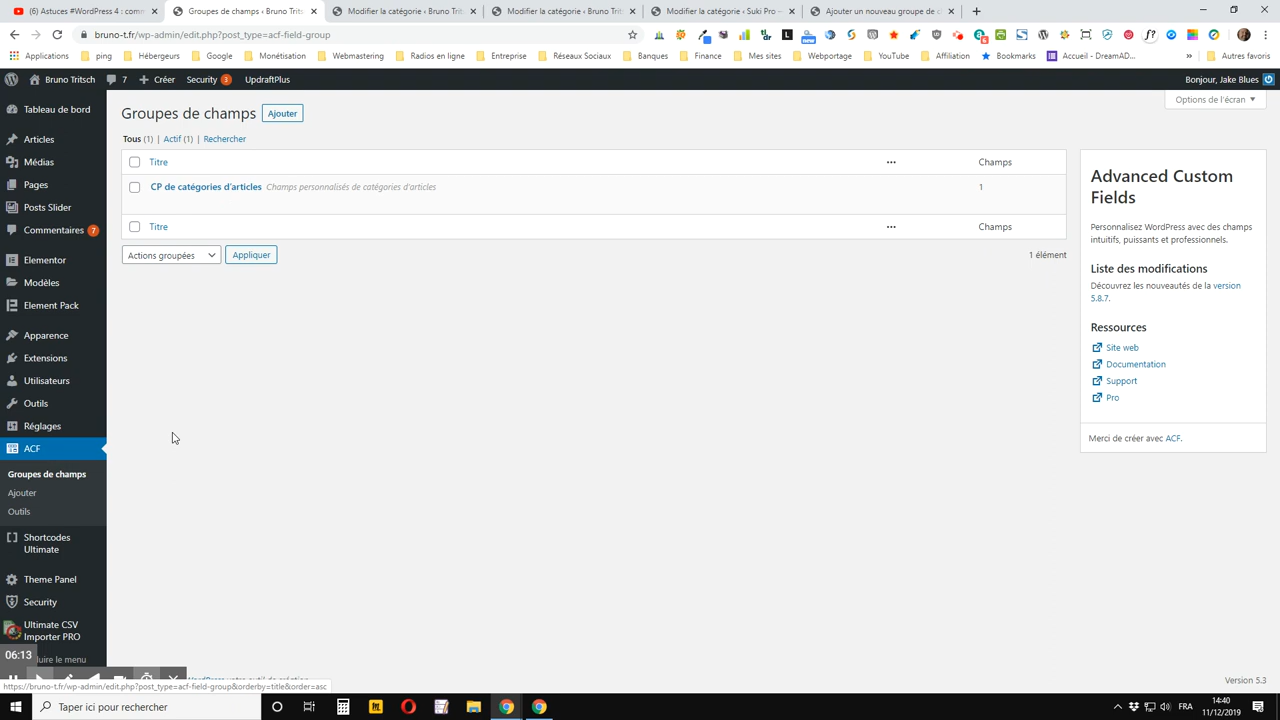 (6) Astuces #WordPress 4 : comm
Groupes de champs ‹ Bruno Tritsch
Modifier la catégorie ‹ Bruno Trit
Modifier la catégorie ‹ Bruno Trit
Modifier la catégorie ‹ Suki Pro —
Ajouter un nouveau groupe de c
bruno-t.fr/wp-admin/edit.php?post_type=acf-field-group
Applications
ping
Hébergeurs
Google
Monétisation
Webmastering
Radios en ligne
Entreprise
Réseaux Sociaux
Banques
Finance
Mes sites
Webportage
YouTube
Affiliation
Bookmarks
Accueil - DreamAD...
»
Autres favoris
Bruno Tritsch
7
Créer
Security 3
UpdraftPlus
Bonjour, Jake Blues
Tableau de bord
Articles
Médias
Pages
Posts Slider
Commentaires 7
Elementor
Modèles
Element Pack
Apparence
Extensions
Utilisateurs
Outils
Réglages
ACF
Groupes de champs
Ajouter
Outils
Shortcodes
Ultimate
Theme Panel
Security
Ultimate CSV
Importer PRO
06:13
luire le menu
Groupes de champs
Ajouter
Options de l'écran
Tous (1) | Actif (1) | Rechercher
Titre
Champs
CP de catégories d'articles Champs personnalisés de catégories d'articles
1
Titre
Champs
Actions groupées
Appliquer
1 élément
Advanced Custom
Fields
Personnalisez WordPress avec des champs
intuitifs, puissants et professionnels.
Liste des modifications
Découvrez les nouveautés de la version
5.8.7.
Ressources
Site web
Documentation
Support
Pro
Merci de créer avec ACF.
Version 5.3
https://bruno-t.fr/wp-admin/edit.php?post_type=acf-field-group&orderby=title&order=asc
Taper ici pour rechercher
FRA
14:40
11/12/2019